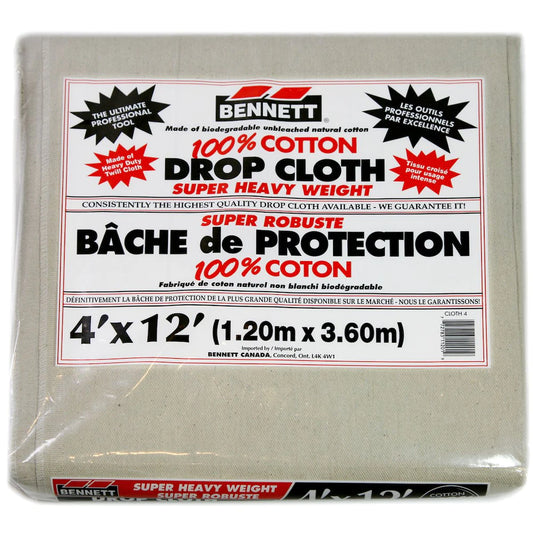 THE ULTIMATE
PROFESSIONAL
TOOL
BENNETT®
LES OUTILS
PROFESSIONNELS
PAR EXCELLENCE
Made of biodegradable unbleached natural cotton
100% COTTON
DROP CLOTH
SUPER HEAVY WEIGHT
Made of
Heavy Duty
Twill Cloth
Tissu croisé
pour usage
intense
CONSISTENTLY THE HIGHEST QUALITY DROP CLOTH AVAILABLE - WE GUARANTEE IT!
SUPER ROBUSTE
BÂCHE de PROTECTION
100% COTON
Fabriqué de coton naturel non blanchi biodégradable
DÉFINITIVEMENT LA BÂCHE DE PROTECTION DE LA PLUS GRANDE QUALITÉ DISPONIBLE SUR LE MARCHÉ - NOUS LE GARANTISSONS!
4'x 12' (1.20m x 3.60m)
CLOTH 4
Imported by / Importé par
BENNETT CANADA, Concord, Ont. L4K 4W1
BENNETT
SUPER HEAVY WEIGHT
SUPER ROBUSTE
DROP CLOTH
4'x 12'
COTTON